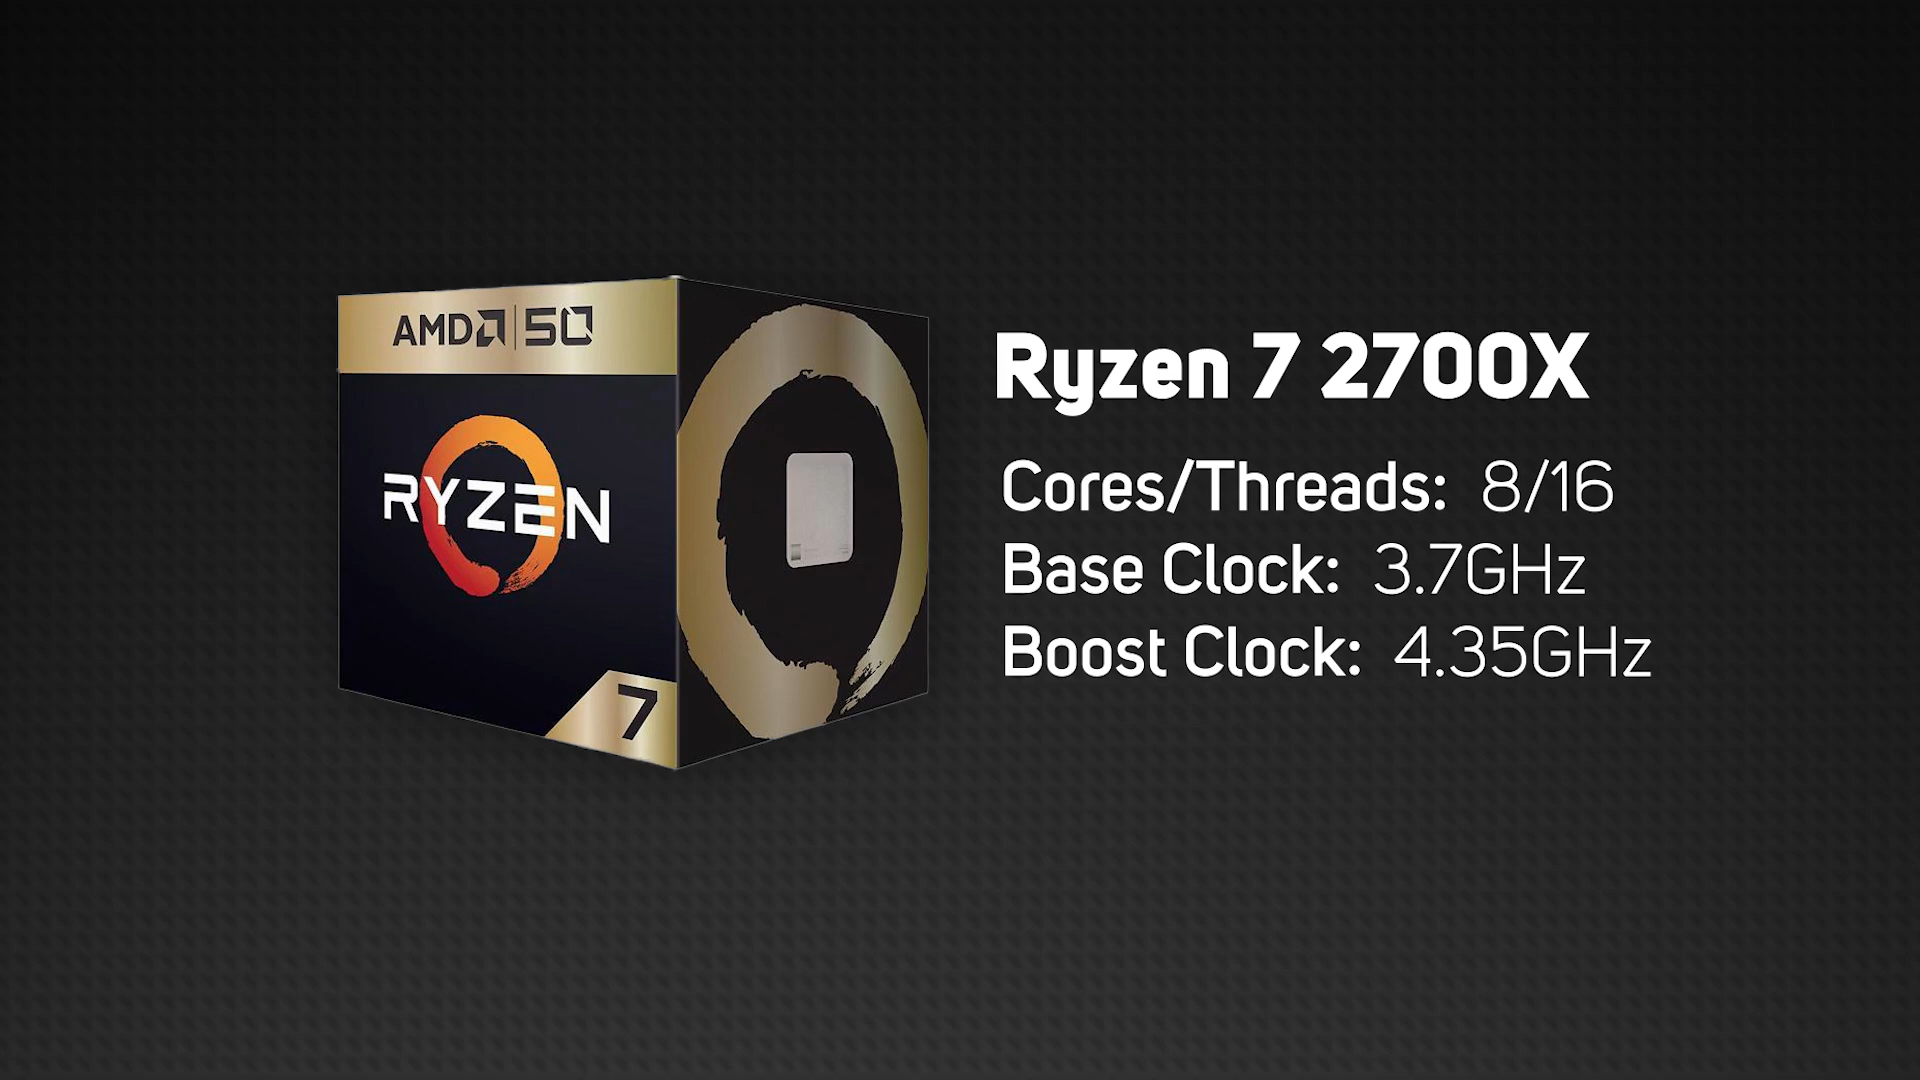 AMD 50
RYZEN
7
Ryzen 7 2700X
Cores/Threads: 8/16
Base Clock: 3.7GHz
Boost Clock: 4.35GHz